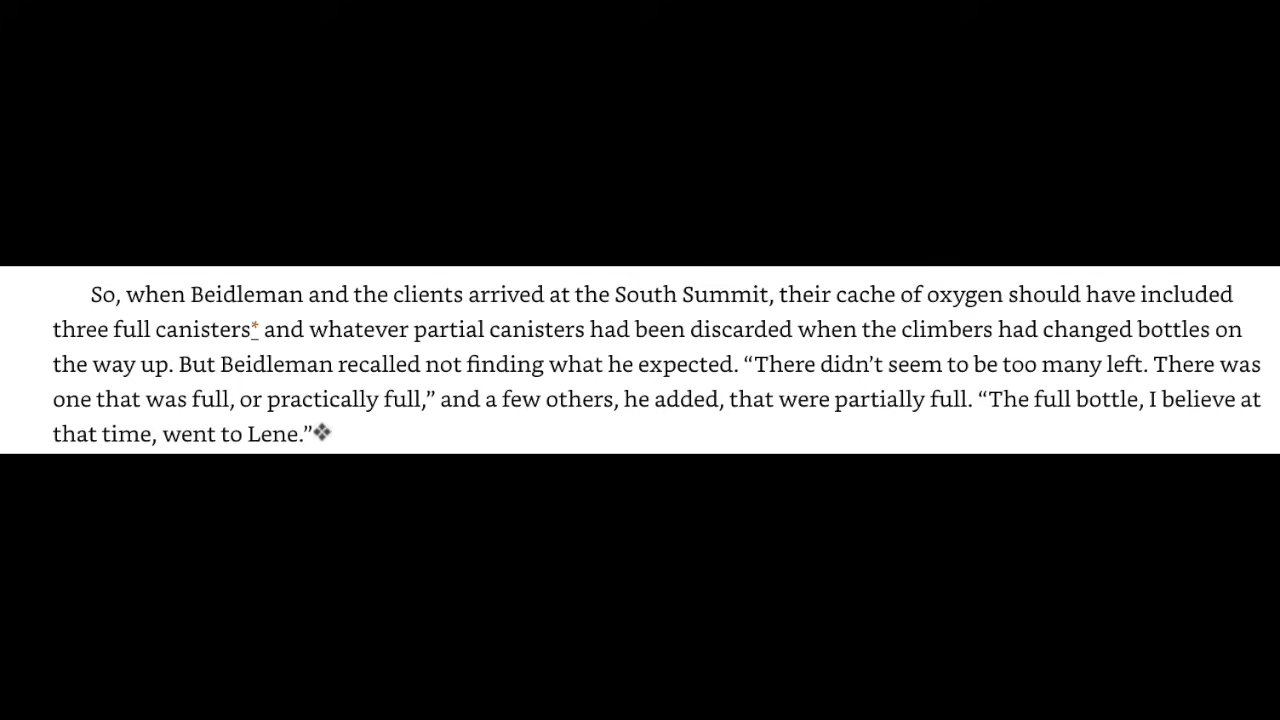 So, when Beidleman and the clients arrived at the South Summit, their cache of oxygen should have included
three full canisters* and whatever partial canisters had been discarded when the climbers had changed bottles on
the way up. But Beidleman recalled not finding what he expected. “There didn’t seem to be too many left. There was
one that was full, or practically full,” and a few others, he added, that were partially full. “The full bottle, I believe at
that time, went to Lene.”❖